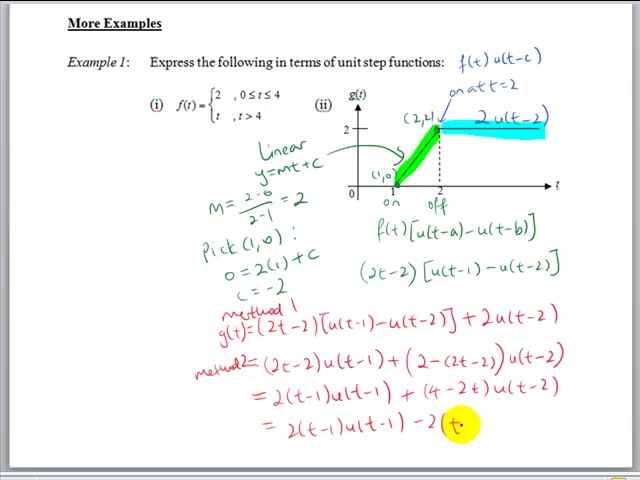 More Examples
Example 1: Express the following in terms of unit step functions:
f(t) u(t-c)
on at t=2
(i) f(t) = { 2 , 0 ≤ t ≤ 4
t , t > 4
(ii) g(t)
(2,2)
2 u(t-2)
2
(1,0)
0 1 2 t
on off
Linear
y=mt+c
m = 2-0/2-1 = 2
pick (1,0):
0 = 2(1) + c
c = -2
f(t) [u(t-a) - u(t-b)]
(2t-2) [u(t-1) - u(t-2)]
method 1
g(t) = (2t-2) [u(t-1) - u(t-2)] + 2u(t-2)
method 2 = (2t-2) u(t-1) + (2-(2t-2)) u(t-2)
= 2(t-1) u(t-1) + (4-2t) u(t-2)
= 2(t-1) u(t-1) - 2(t